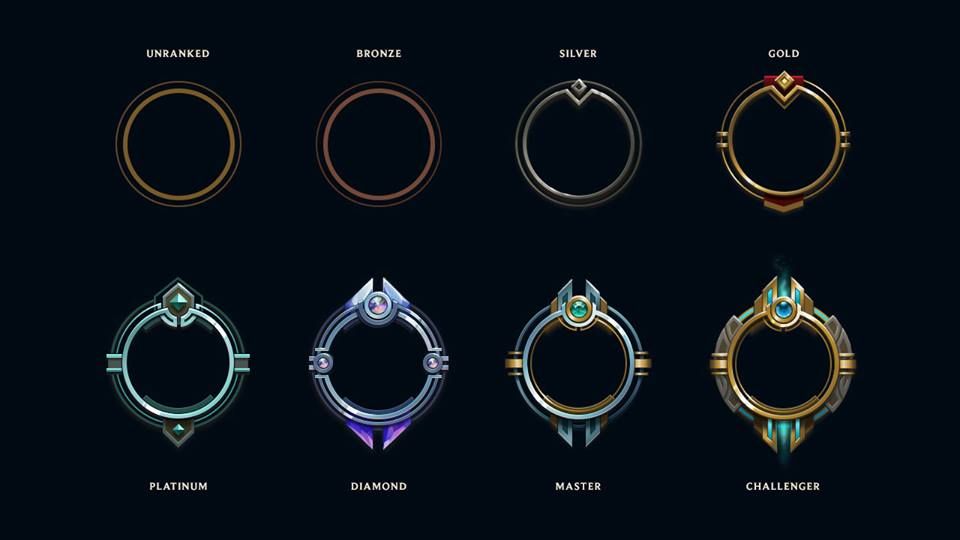 UNRANKED
BRONZE
SILVER
GOLD
PLATINUM
DIAMOND
MASTER
CHALLENGER